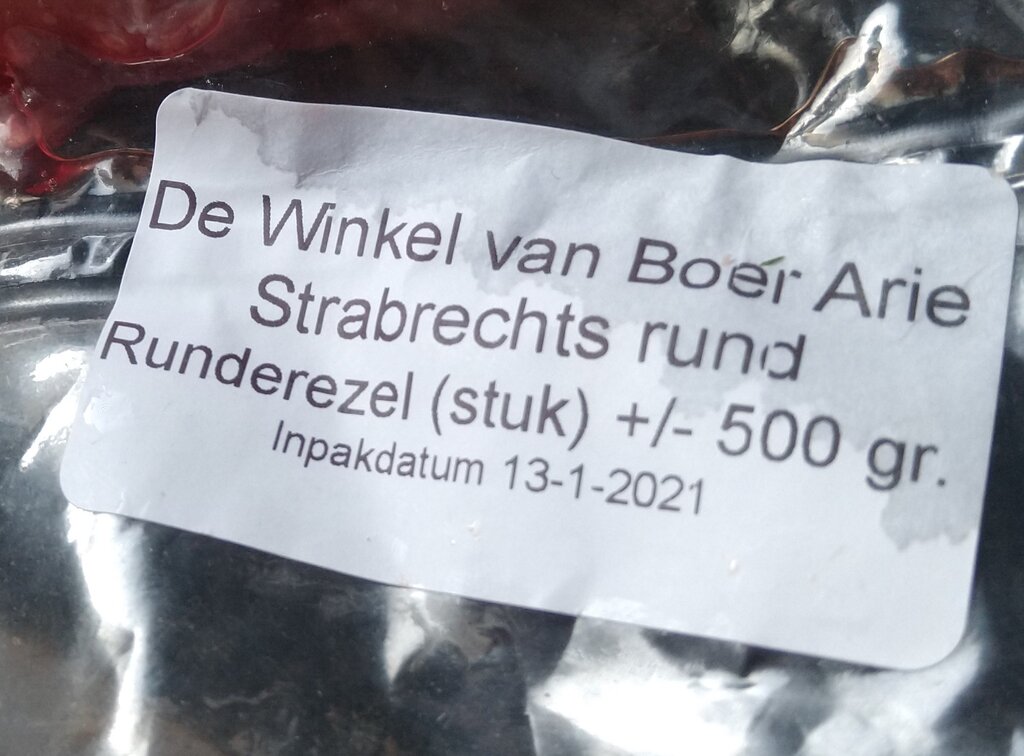 De Winkel van Boer Arie
Strabrechts rund
Runderezel (stuk) +/- 500 gr.
Inpakdatum 13-1-2021